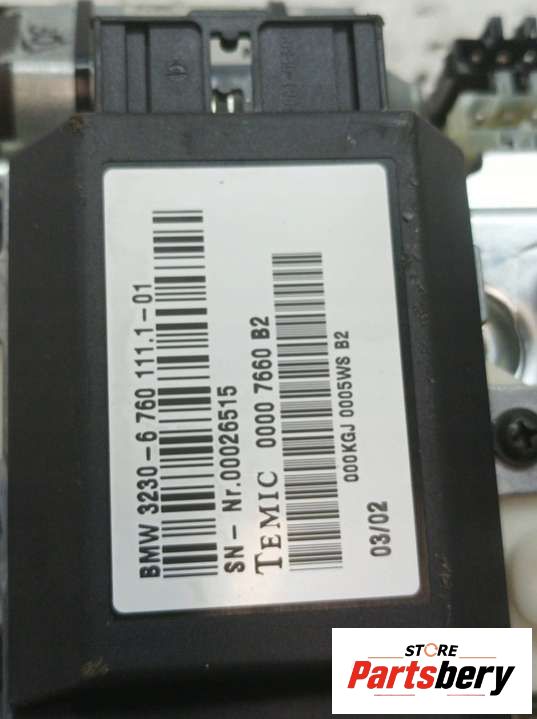 BMW 3230-6 760 111.1-01
SN- Nr.00026515
TEMIC 0000 7660 B2
000KGJ 0005WS B2
03/02
STORE
Partsbery